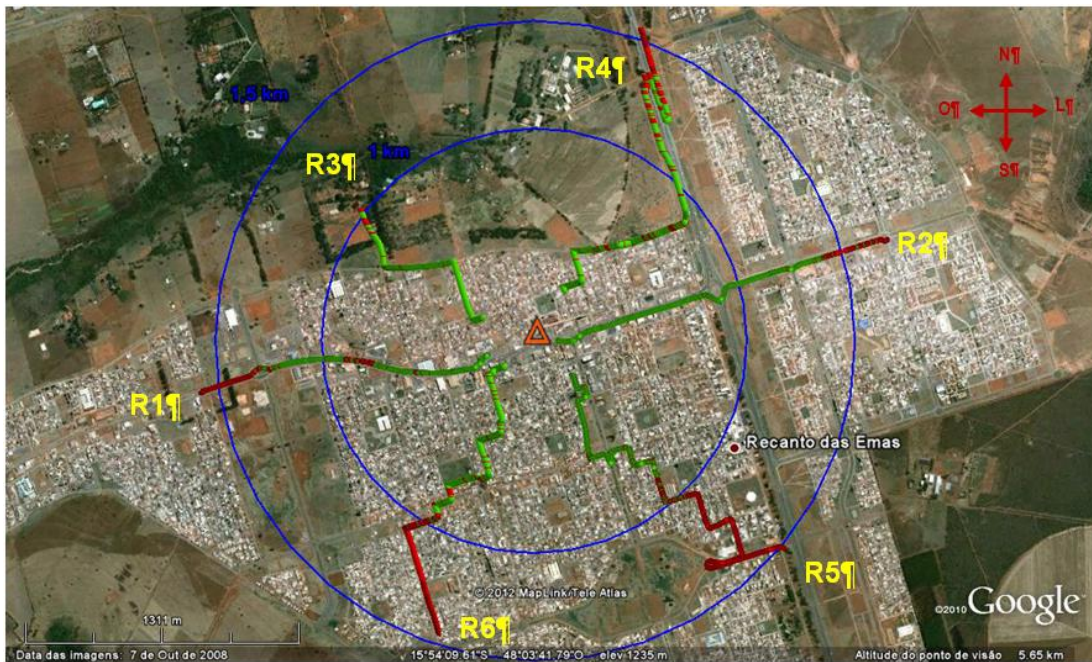 N¶
R4¶
1,5 km
O¶
L¶
1 km
S¶
R3¶
R2¶
R1¶
Recanto das Emas
R5¶
© 2012 MapLink/Tele Atlas
©2010 Google
1311 m
R6¶
Data das imagens: 7 de Out de 2008
15°54'09.61"S 48°03'41.79"O elev 1235 m
Altitude do ponto de visão 5.65 km